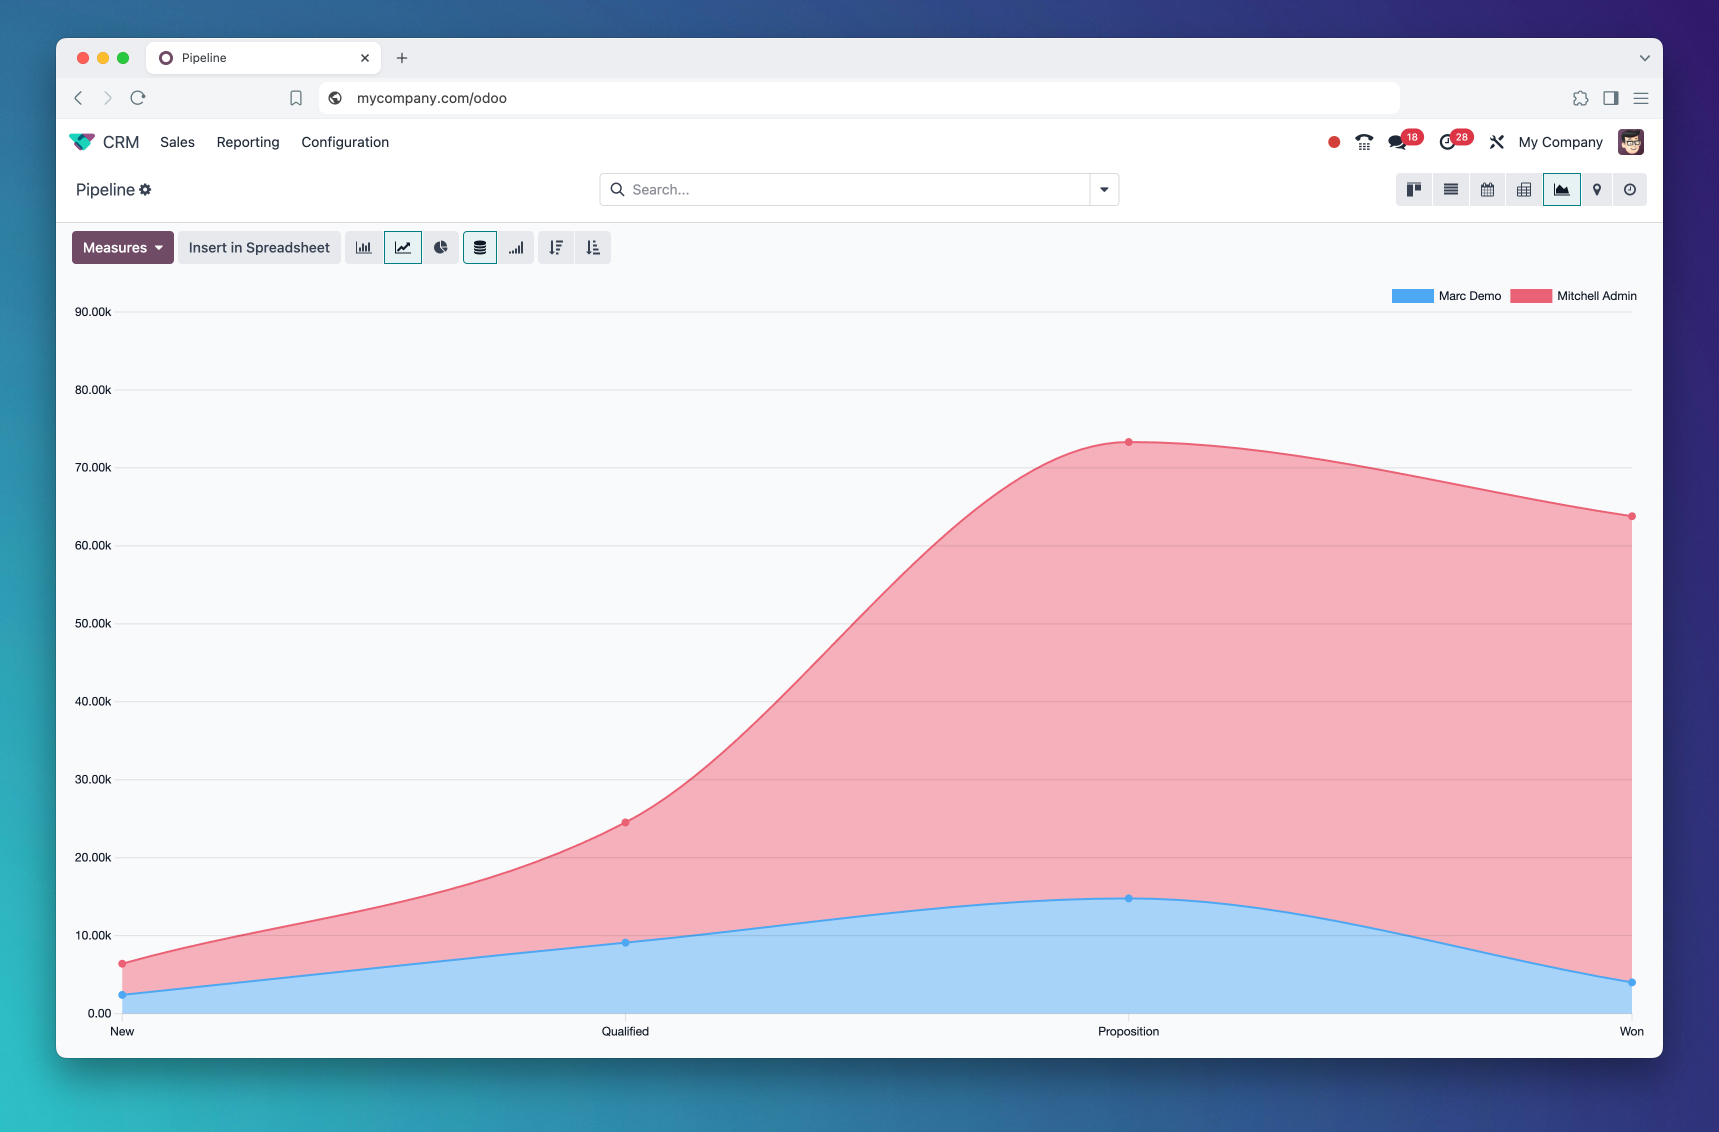 Pipeline
mycompany.com/odoo
CRM Sales Reporting Configuration 18 28 My Company
Pipeline Search...
Measures Insert in Spreadsheet
Marc Demo Mitchell Admin
90.00k
80.00k
70.00k
60.00k
50.00k
40.00k
30.00k
20.00k
10.00k
0.00
New Qualified Proposition Won